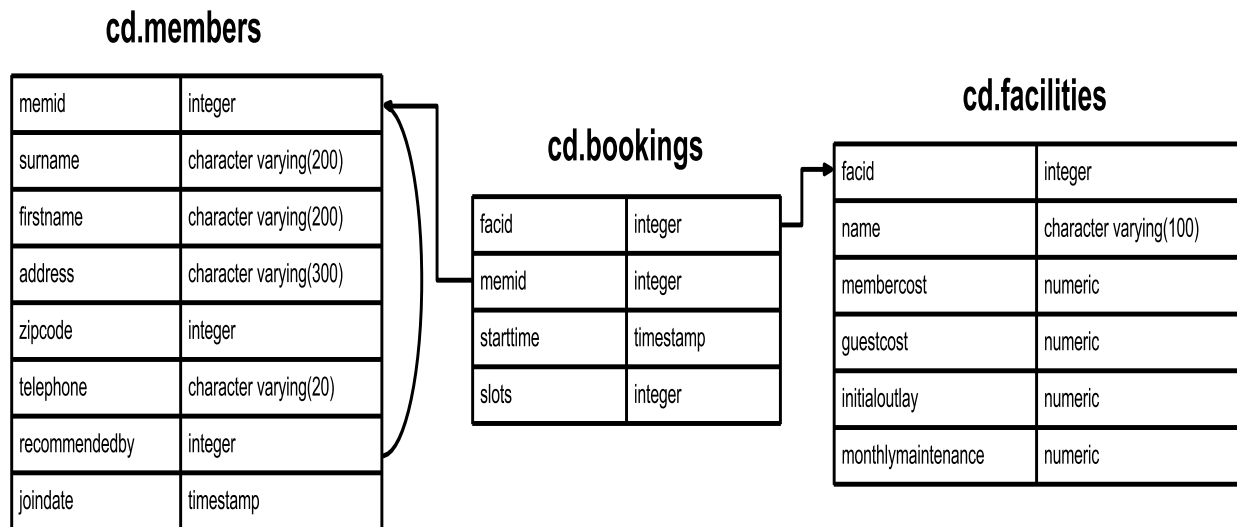 cd.members
memid integer
surname character varying(200)
firstname character varying(200)
address character varying(300)
zipcode integer
telephone character varying(20)
recommendedby integer
joindate timestamp
cd.bookings
facid integer
memid integer
starttime timestamp
slots integer
cd.facilities
facid integer
name character varying(100)
membercost numeric
guestcost numeric
initialoutlay numeric
monthlymaintenance numeric